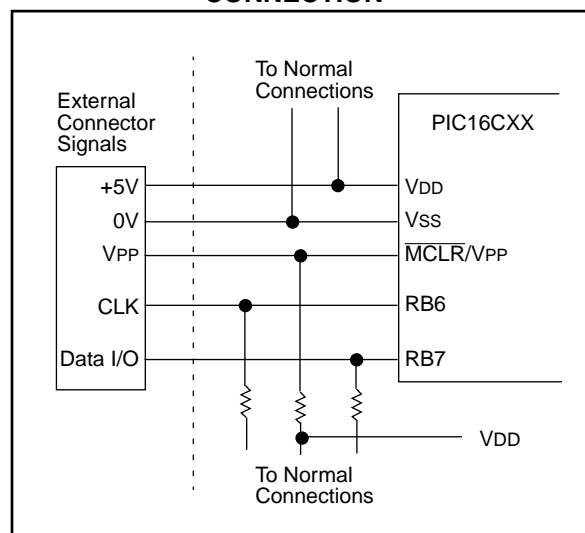 CONNECTION
To Normal
Connections
External
Connector
Signals
PIC16CXX
+5V
VDD
0V
VSS
VPP
MCLR/VPP
CLK
RB6
Data I/O
RB7
VDD
To Normal
Connections